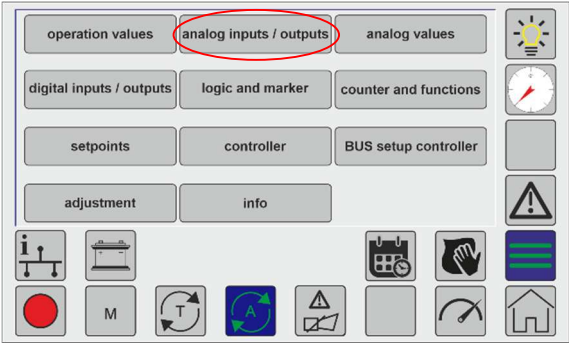 operation values
analog inputs / outputs
analog values
digital inputs / outputs
logic and marker
counter and functions
setpoints
controller
BUS setup controller
adjustment
info
i
M
T
A